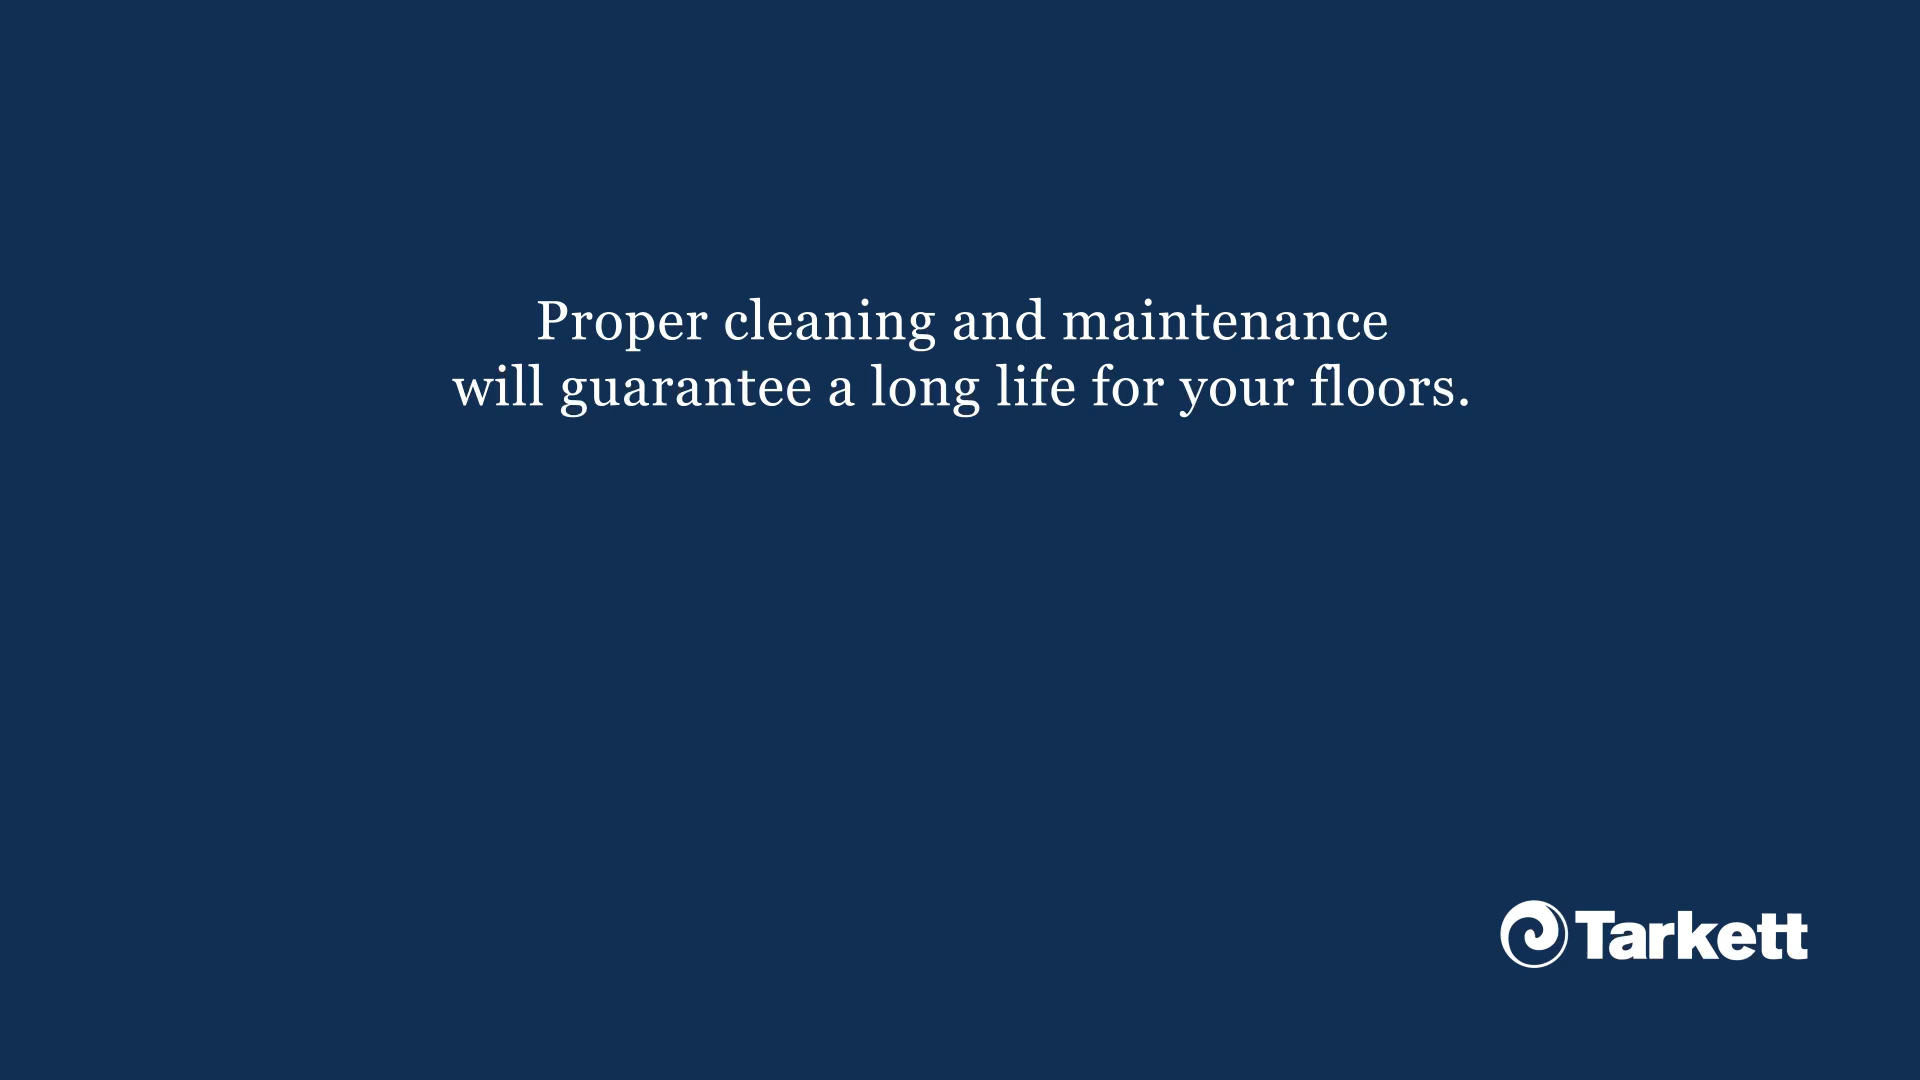 Proper cleaning and maintenance
will guarantee a long life for your floors.
Tarkett